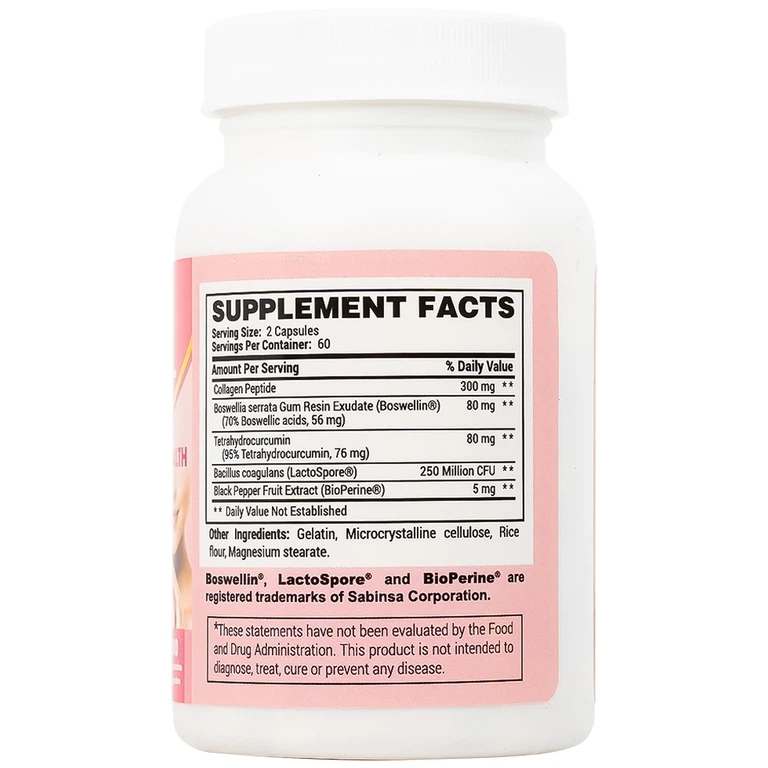 SUPPLEMENT FACTS
Serving Size: 2 Capsules
Servings Per Container: 60
Amount Per Serving % Daily Value
Collagen Peptide 300 mg **
Boswellia serrata Gum Resin Exudate (Boswellin®) 80 mg **
(70% Boswellic acids, 56 mg)
Tetrahydrocurcumin 80 mg **
(95% Tetrahydrocurcumin, 76 mg)
Bacillus coagulans (LactoSpore®) 250 Million CFU **
Black Pepper Fruit Extract (BioPerine®) 5 mg **
** Daily Value Not Established
Other Ingredients: Gelatin, Microcrystalline cellulose, Rice
flour, Magnesium stearate.
Boswellin®, LactoSpore® and BioPerine® are
registered trademarks of Sabinsa Corporation.
*These statements have not been evaluated by the Food
and Drug Administration. This product is not intended to
diagnose, treat, cure or prevent any disease.